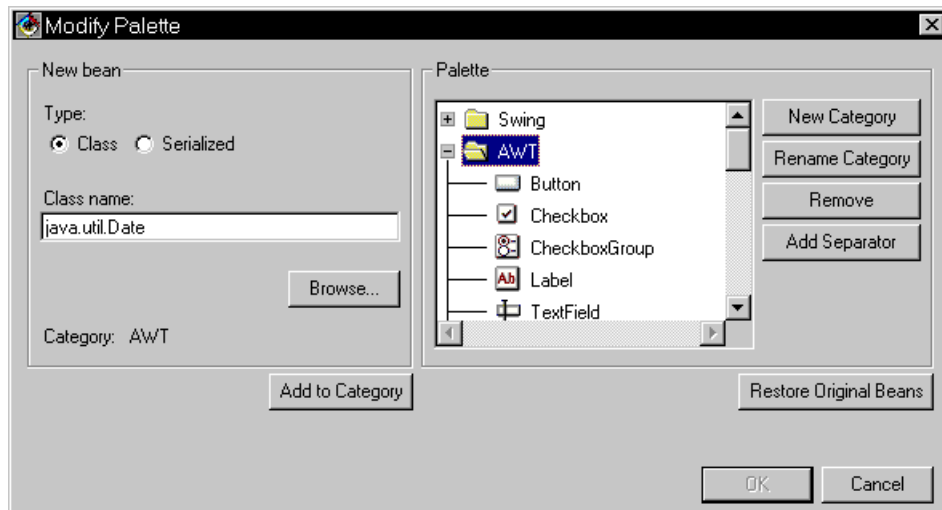 Modify Palette
New bean
Type:
Class Serialized
Class name:
java.util.Date
Browse...
Category: AWT
Add to Category
Palette
Swing
AWT
Button
Checkbox
CheckboxGroup
Ab Label
TextField
New Category
Rename Category
Remove
Add Separator
Restore Original Beans
OK Cancel